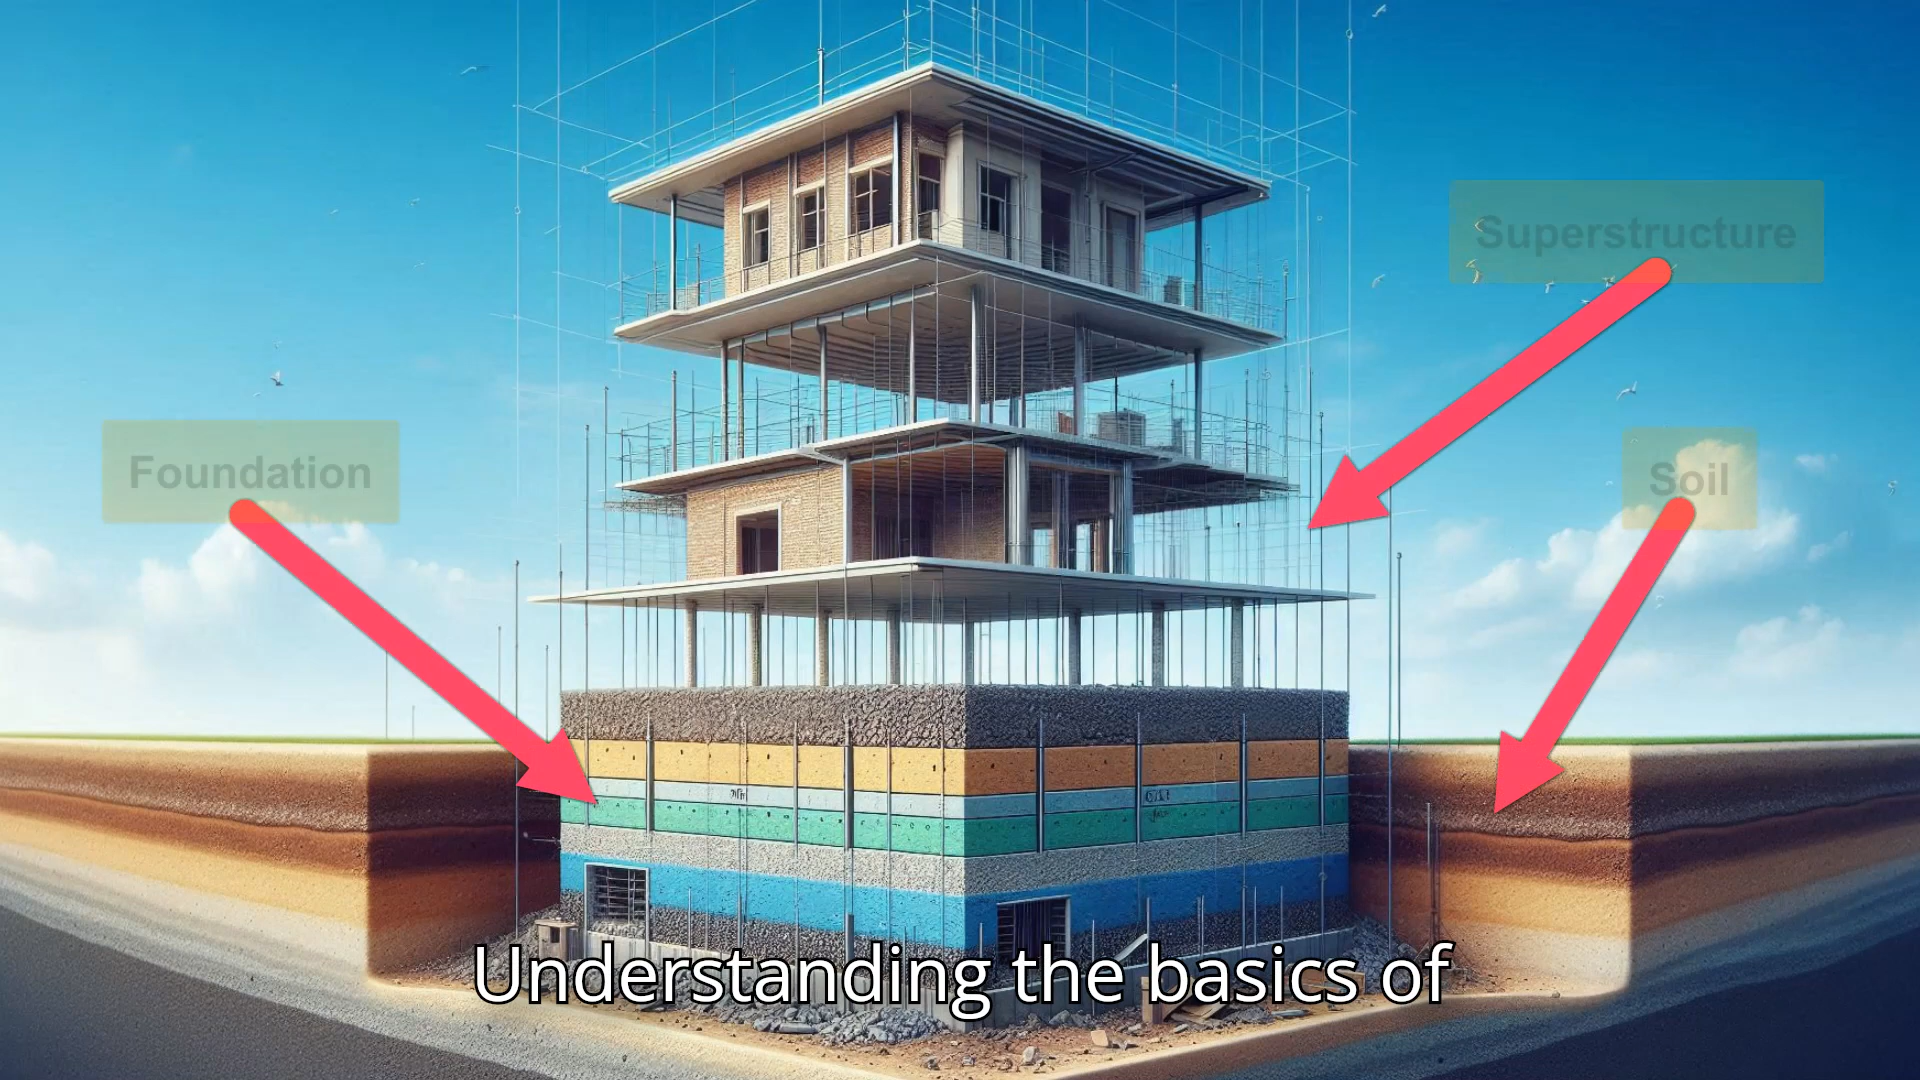 Superstructure
Foundation
Soil
Understanding the basics of